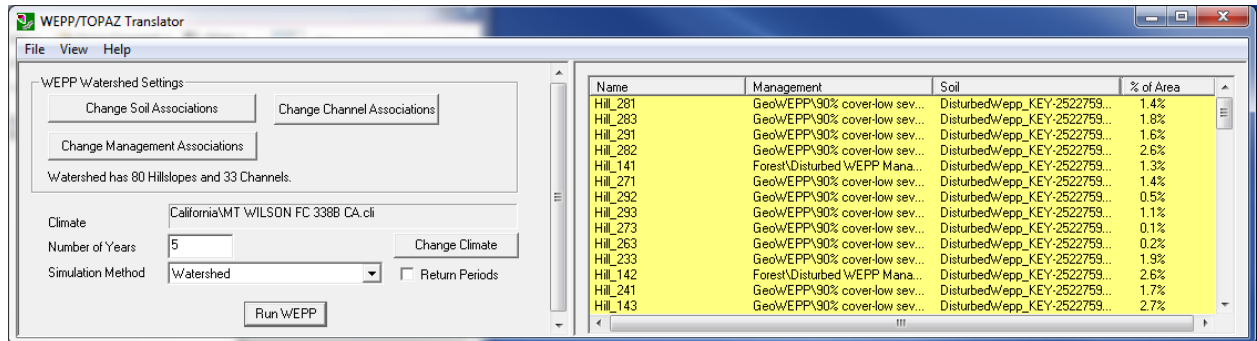 WEPP/TOPAZ Translator
File View Help
WEPP Watershed Settings
Change Soil Associations
Change Channel Associations
Change Management Associations
Watershed has 80 Hillslopes and 33 Channels.
Climate California\MT WILSON FC 338B CA.cli
Number of Years 5 Change Climate
Simulation Method Watershed Return Periods
Run WEPP
Name Management Soil % of Area
Hill_281 GeoWEPP\90% cover-low sev... DisturbedWepp_KEY-2522759... 1.4%
Hill_283 GeoWEPP\90% cover-low sev... DisturbedWepp_KEY-2522759... 1.8%
Hill_291 GeoWEPP\90% cover-low sev... DisturbedWepp_KEY-2522759... 1.6%
Hill_282 GeoWEPP\90% cover-low sev... DisturbedWepp_KEY-2522759... 2.6%
Hill_141 Forest\Disturbed WEPP Mana... DisturbedWepp_KEY-2522759... 1.3%
Hill_271 GeoWEPP\90% cover-low sev... DisturbedWepp_KEY-2522759... 1.4%
Hill_292 GeoWEPP\90% cover-low sev... DisturbedWepp_KEY-2522759... 0.5%
Hill_293 GeoWEPP\90% cover-low sev... DisturbedWepp_KEY-2522759... 1.1%
Hill_273 GeoWEPP\90% cover-low sev... DisturbedWepp_KEY-2522759... 0.1%
Hill_263 GeoWEPP\90% cover-low sev... DisturbedWepp_KEY-2522759... 0.2%
Hill_233 GeoWEPP\90% cover-low sev... DisturbedWepp_KEY-2522759... 1.9%
Hill_142 Forest\Disturbed WEPP Mana... DisturbedWepp_KEY-2522759... 2.6%
Hill_241 GeoWEPP\90% cover-low sev... DisturbedWepp_KEY-2522759... 1.7%
Hill_143 GeoWEPP\90% cover-low sev... DisturbedWepp_KEY-2522759... 2.7%